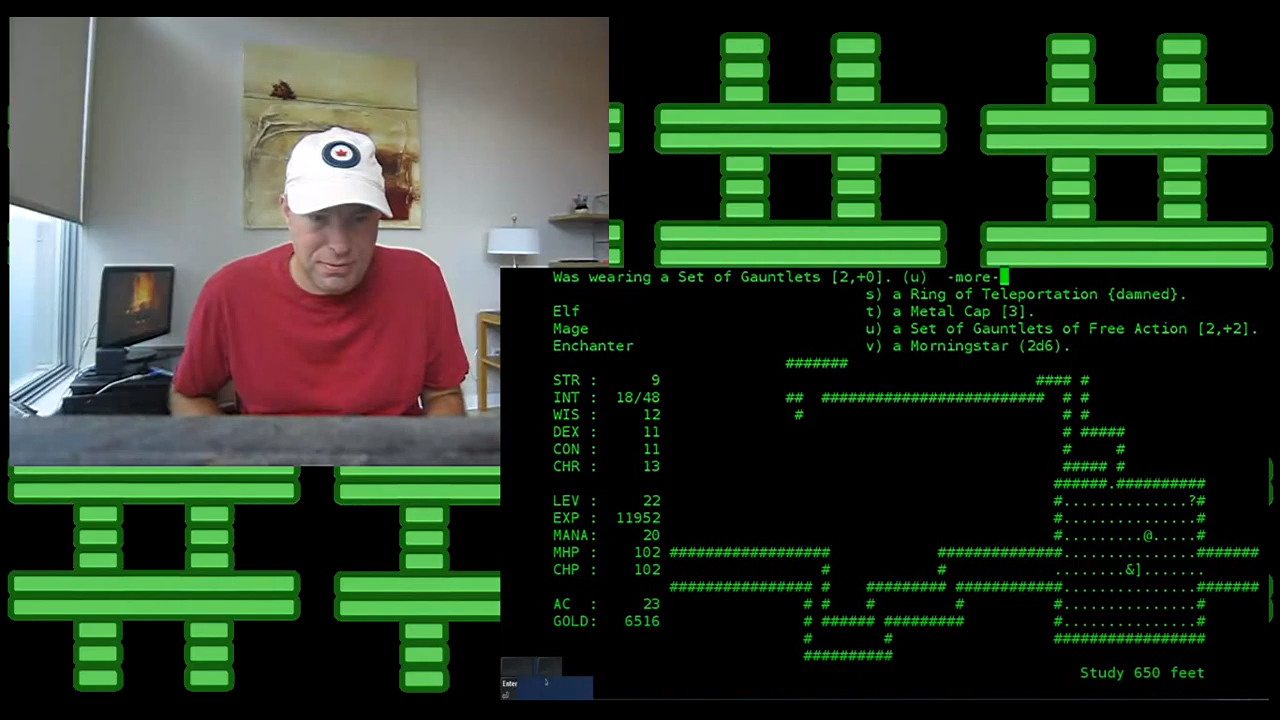 Was wearing a Set of Gauntlets [2,+0]. (u)  -more-
s) a Ring of Teleportation {damned}.
Elf t) a Metal Cap [3].
Mage u) a Set of Gauntlets of Free Action [2,+2].
Enchanter v) a Morningstar (2d6).
#######
STR : 9 #### #
INT : 18/48 ## ######################### # #
WIS : 12 # # #
DEX : 11 # #####
CON : 11 # #
CHR : 13 ##### #
######.##########
LEV : 22 #...............?#
EXP : 11952 #................#
MANA: 20 #..........@.....#
MHP : 102 ################## ##############................#######
CHP : 102 # # ........&].......
################ # ######### ############................#######
AC : 23 # # # # #................#
GOLD: 6516 # ###### ######### #................#
# # #################
##########
Study 650 feet
Enter